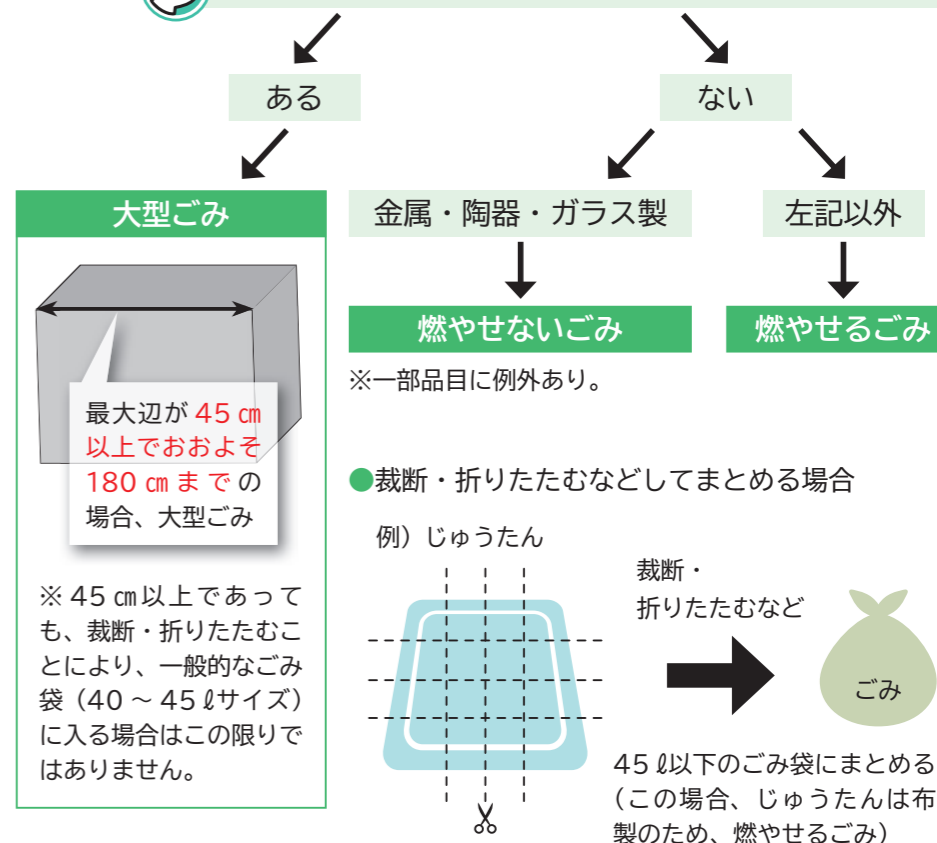 ある
ない
大型ごみ
最大辺が 45 ㎝
以上でおおよそ
180 ㎝ ま で の
場合、大型ごみ
※ 45 ㎝以上であって
も、裁断・折りたたむこ
とにより、一般的なごみ
袋（40 ～ 45 ℓサイズ）
に入る場合はこの限りで
はありません。
金属・陶器・ガラス製
左記以外
燃やせないごみ
燃やせるごみ
※一部品目に例外あり。
●裁断・折りたたむなどしてまとめる場合
例）じゅうたん
裁断・
折りたたむなど
ごみ
45 ℓ以下のごみ袋にまとめる
（この場合、じゅうたんは布
製のため、燃やせるごみ）